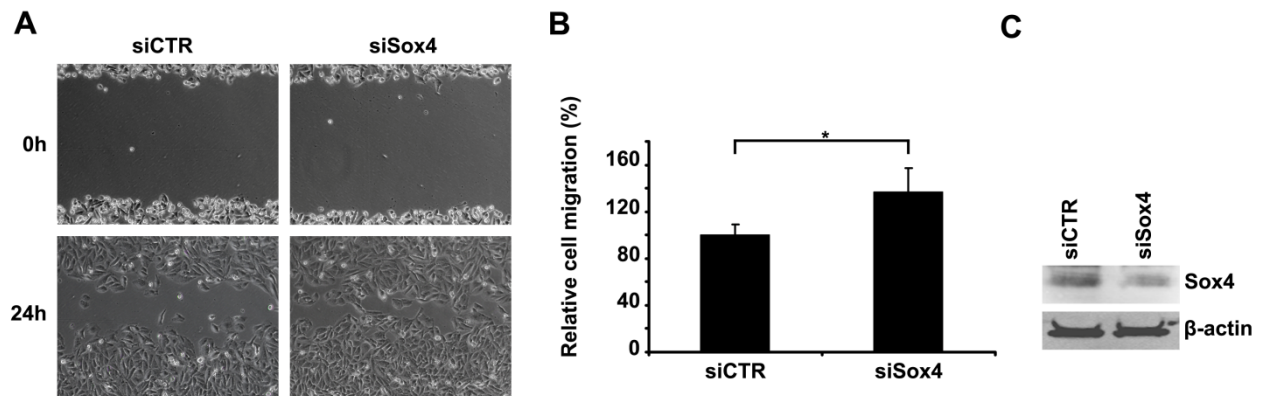 A
siCTR
siSox4
0h
24h
B
Relative cell migration (%)
160
120
80
40
0
*
siCTR
siSox4
C
siCTR
siSox4
Sox4
β-actin